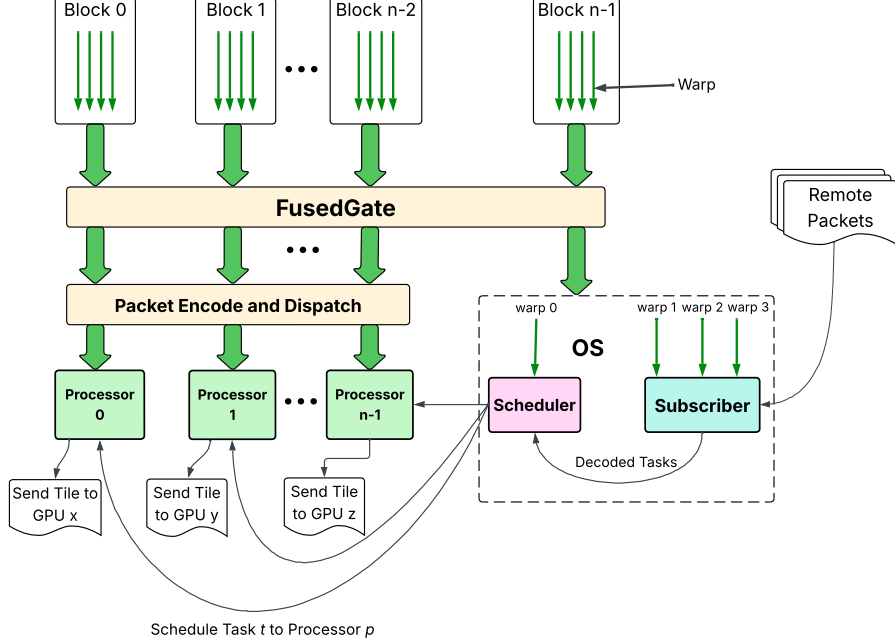 Block 0
Block 1
Block n-2
Block n-1
Warp
FusedGate
Remote
Packets
Packet Encode and Dispatch
warp 0
warp 1 warp 2 warp 3
OS
Processor
0
Processor
1
Processor
n-1
Scheduler
Subscriber
Decoded Tasks
Send Tile to
GPU x
Send Tile
to GPU y
Send Tile
to GPU z
Schedule Task t to Processor p